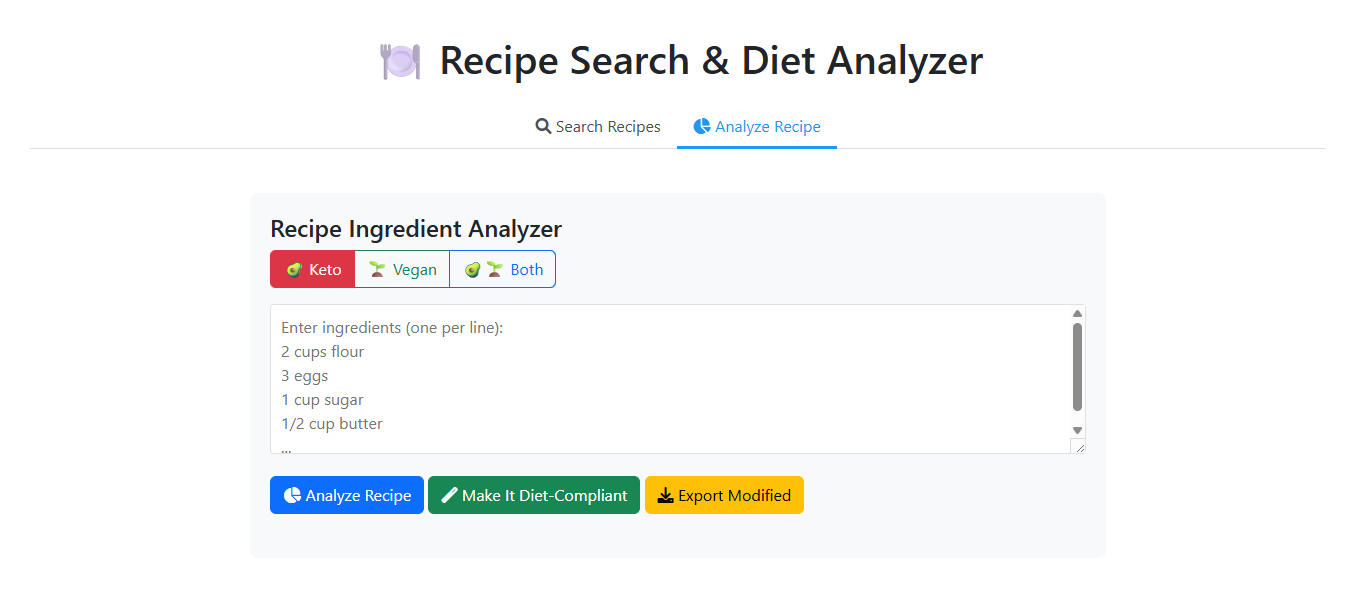 Recipe Search & Diet Analyzer
Search Recipes
Analyze Recipe
Recipe Ingredient Analyzer
Keto
Vegan
Both
Enter ingredients (one per line):
2 cups flour
3 eggs
1 cup sugar
1/2 cup butter
...
Analyze Recipe
Make It Diet-Compliant
Export Modified